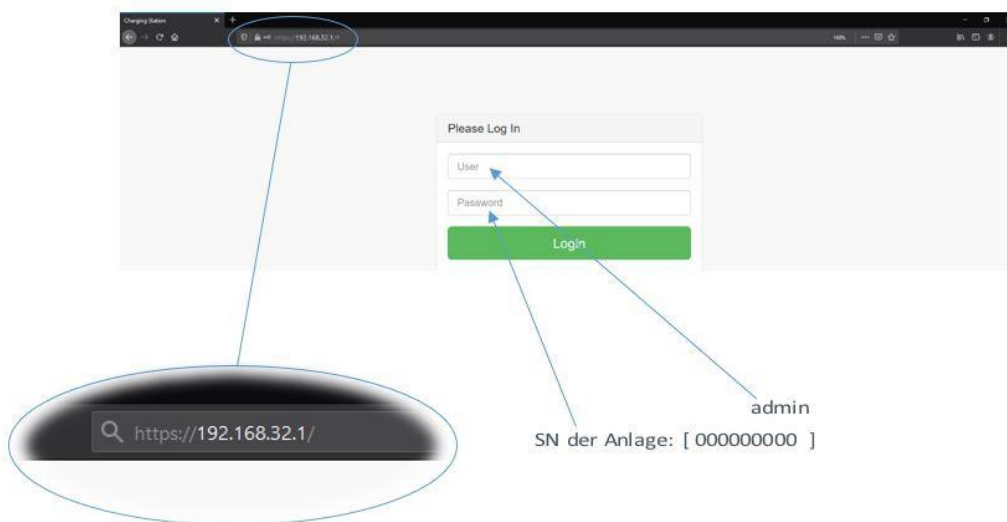 Charging Station
https://192.168.32.1/
100%
Please Log In
User
Password
LogIn
admin
https://192.168.32.1/
SN der Anlage: [ 000000000 ]